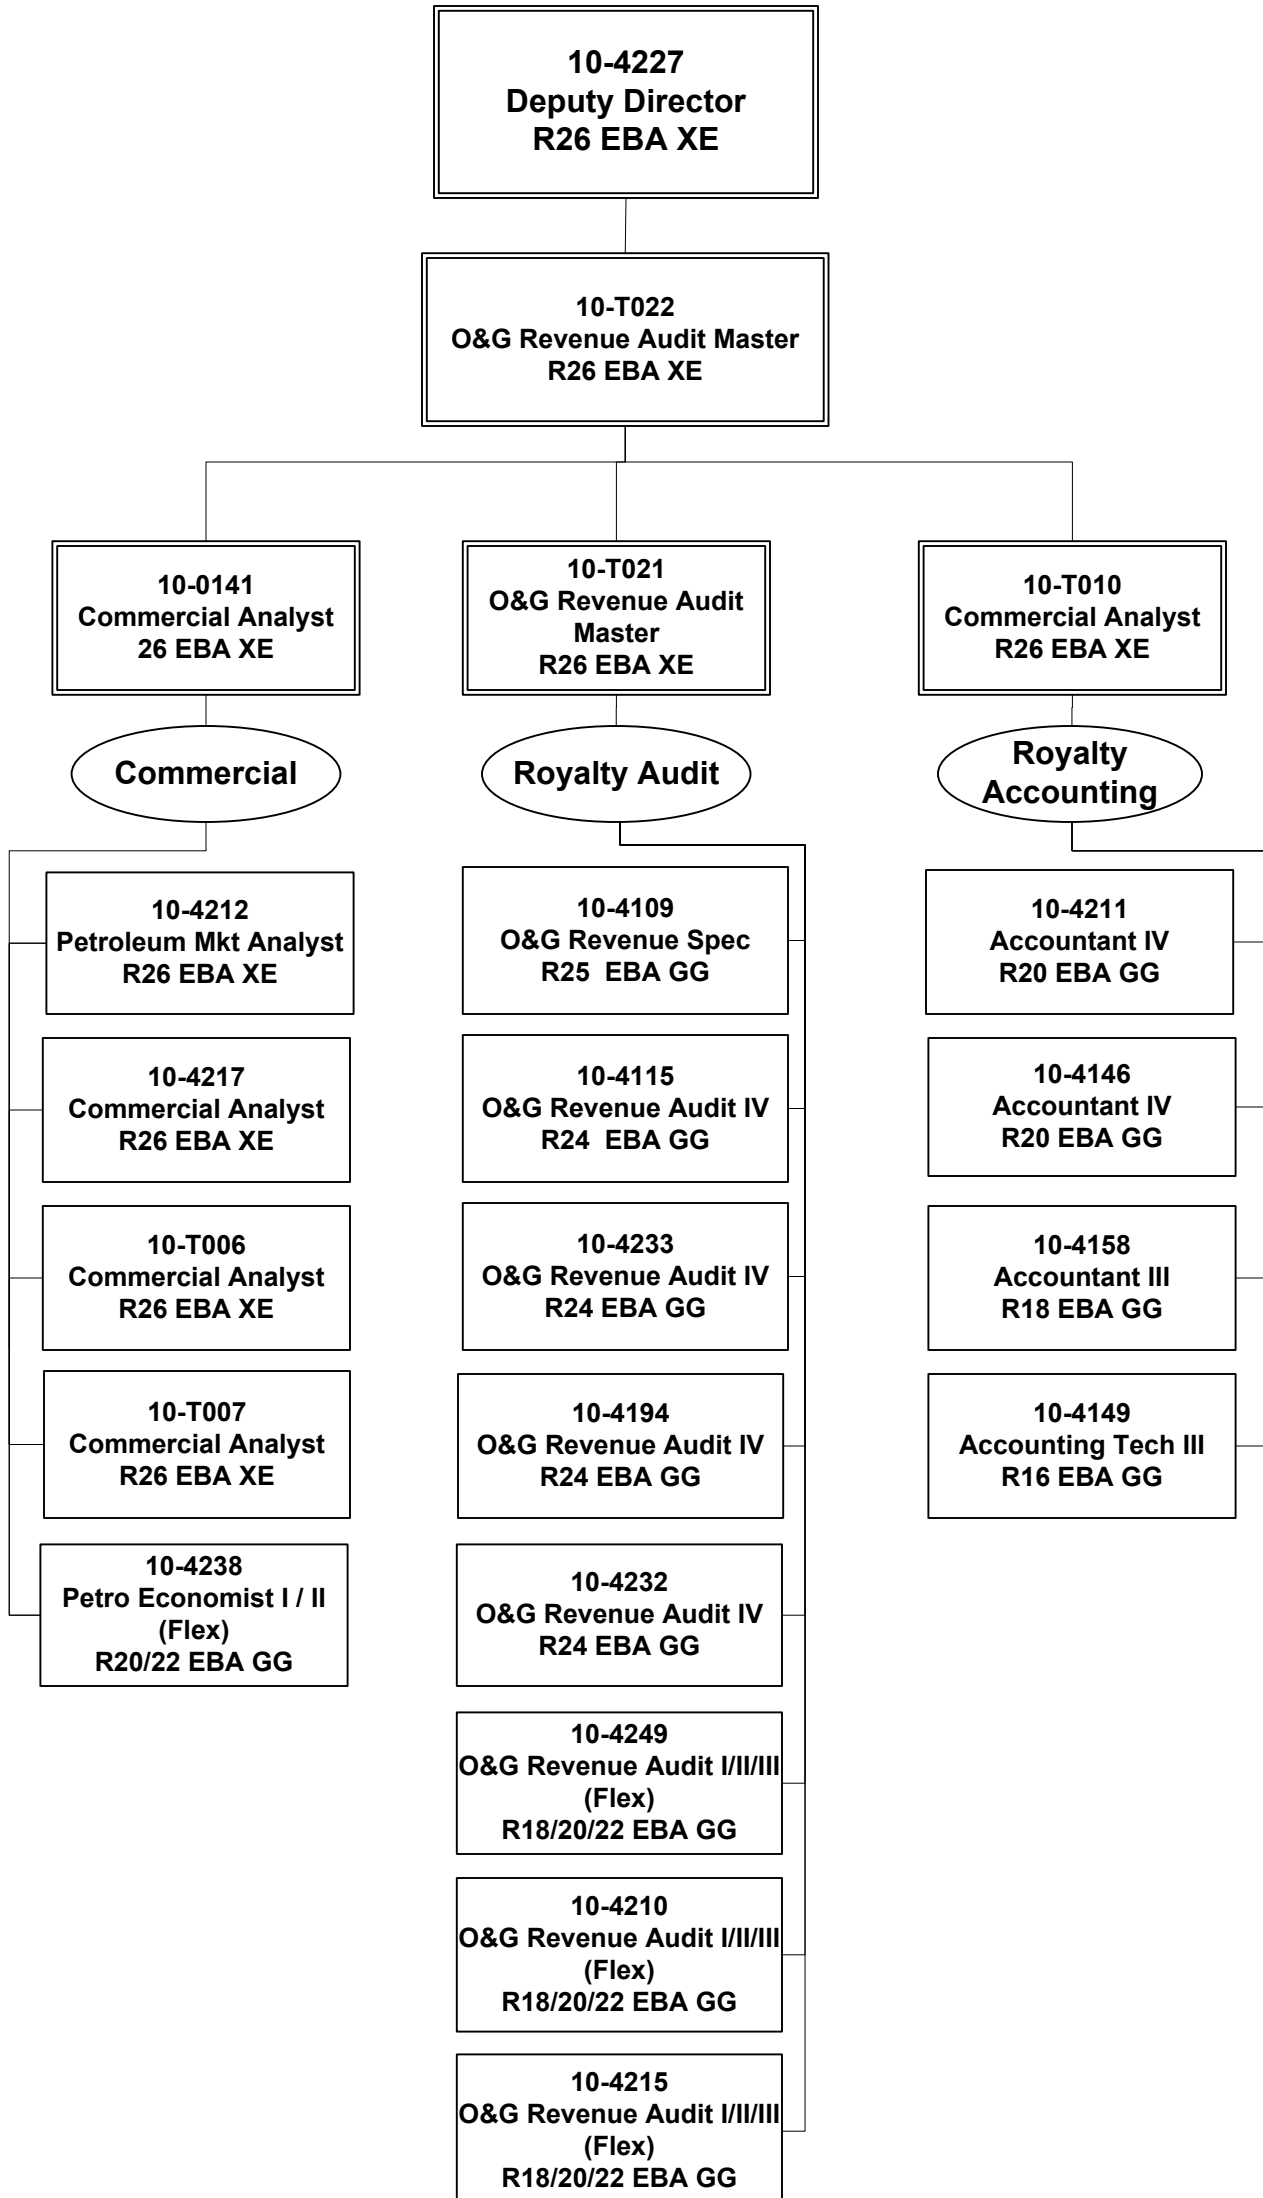 10-4227
Deputy Director
R26 EBA XE
10-T022
O&G Revenue Audit Master
R26 EBA XE
10-0141
Commercial Analyst
26 EBA XE
10-T021
O&G Revenue Audit
Master
R26 EBA XE
10-T010
Commercial Analyst
R26 EBA XE
Commercial
10-4212
Petroleum Mkt Analyst
R26 EBA XE
10-4217
Commercial Analyst
R26 EBA XE
10-T006
Commercial Analyst
R26 EBA XE
10-T007
Commercial Analyst
R26 EBA XE
10-4238
Petro Economist I / II
(Flex)
R20/22 EBA GG
Royalty Audit
10-4109
O&G Revenue Spec
R25  EBA GG
10-4115
O&G Revenue Audit IV
R24  EBA GG
10-4233
O&G Revenue Audit IV
R24 EBA GG
10-4194
O&G Revenue Audit IV
R24 EBA GG
10-4232
O&G Revenue Audit IV
R24 EBA GG
10-4249
O&G Revenue Audit I/II/III
(Flex)
R18/20/22 EBA GG
10-4210
O&G Revenue Audit I/II/III
(Flex)
R18/20/22 EBA GG
10-4215
O&G Revenue Audit I/II/III
(Flex)
R18/20/22 EBA GG
Royalty
Accounting
10-4211
Accountant IV
R20 EBA GG
10-4146
Accountant IV
R20 EBA GG
10-4158
Accountant III
R18 EBA GG
10-4149
Accounting Tech III
R16 EBA GG